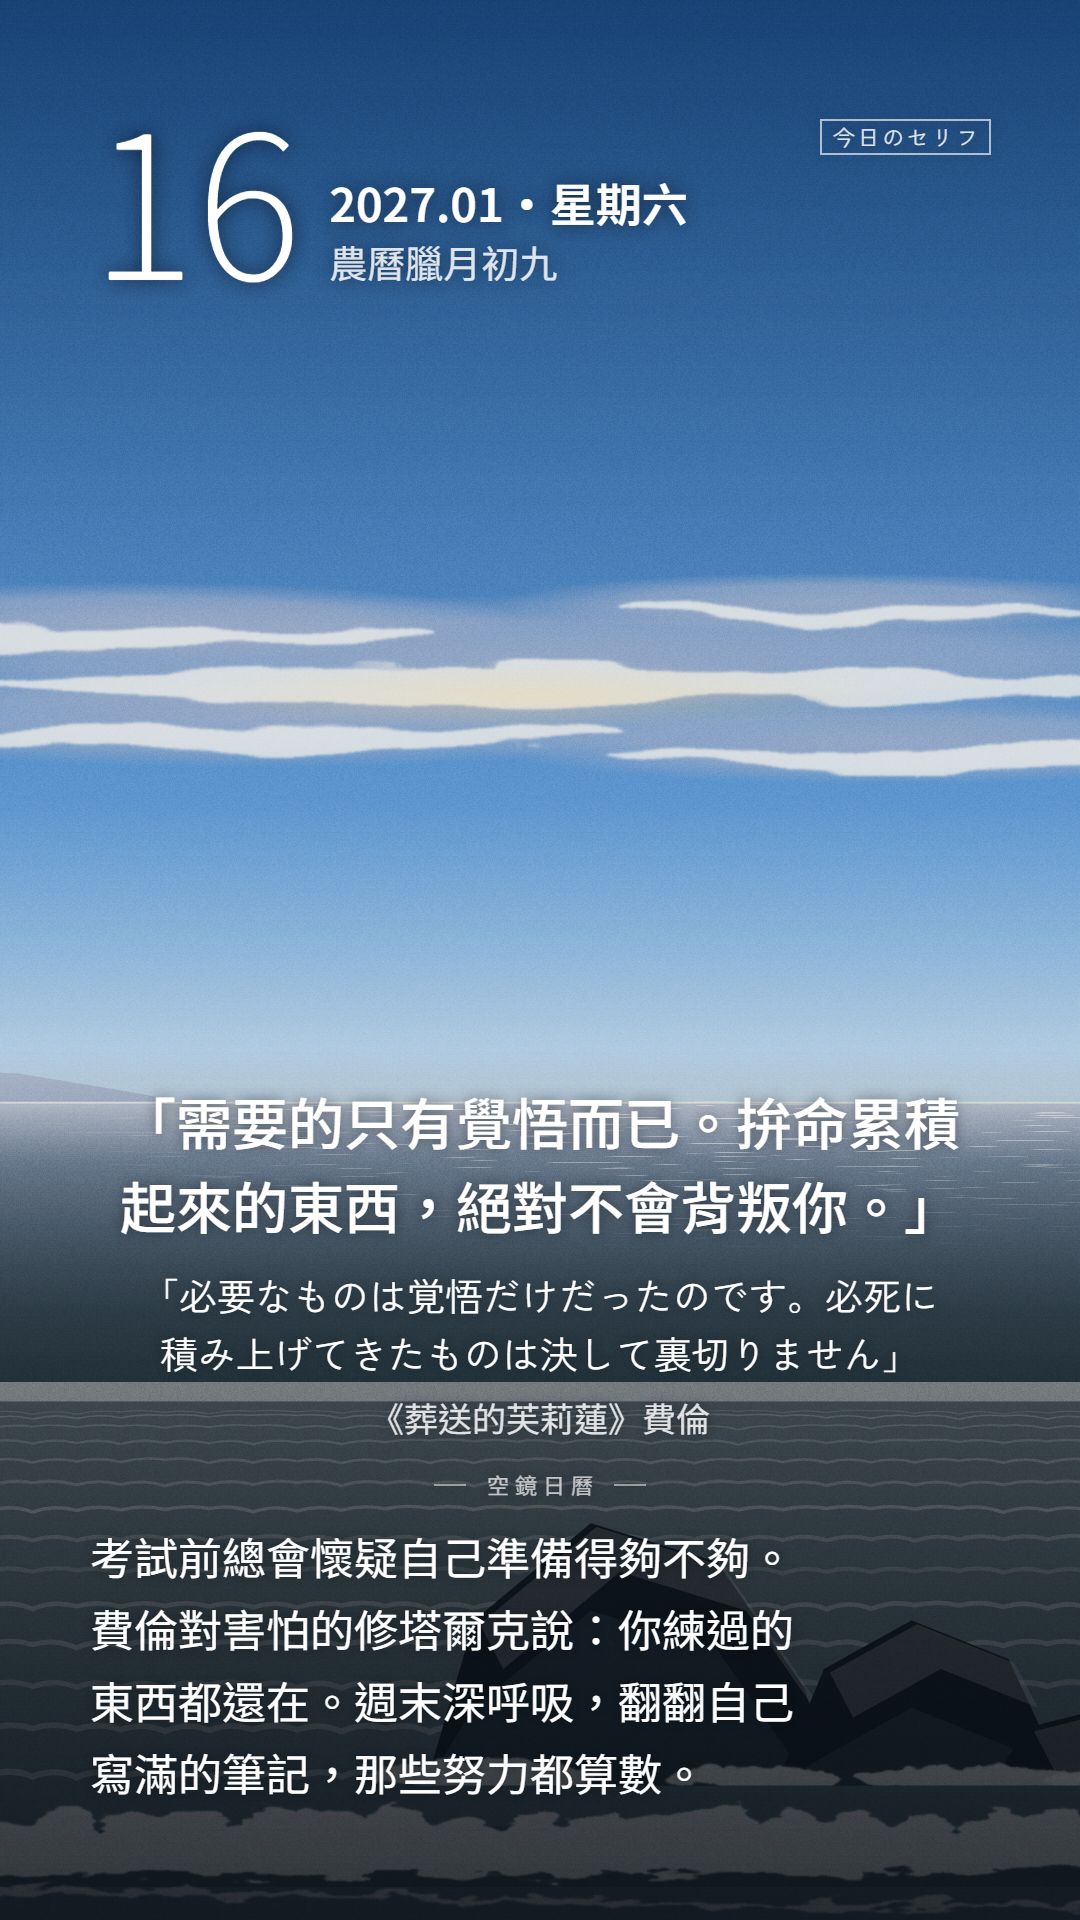 16
今日のセリフ
2027.01・星期六
農曆臘月初九
「需要的只有覺悟而已。拚命累積
起來的東西，絕對不會背叛你。」
「必要なものは覚悟だけだったのです。必死に
積み上げてきたものは決して裏切りません」
《葬送的芙莉蓮》費倫
空鏡日曆
考試前總會懷疑自己準備得夠不夠。
費倫對害怕的修塔爾克說：你練過的
東西都還在。週末深呼吸，翻翻自己
寫滿的筆記，那些努力都算數。